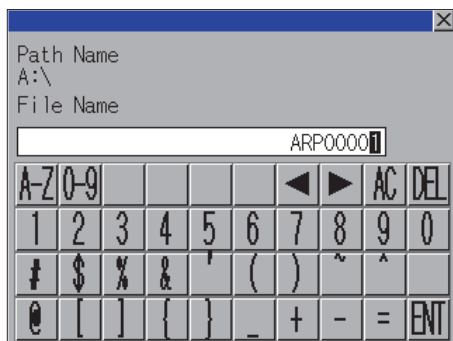 ×
Path Name
A:\
File Name
ARP00001
A-Z 0-9 ◀ ▶ AC DEL
1 2 3 4 5 6 7 8 9 0
# $ % & ' ( ) ~ ^
@ [ ] { } _ + - = ENT